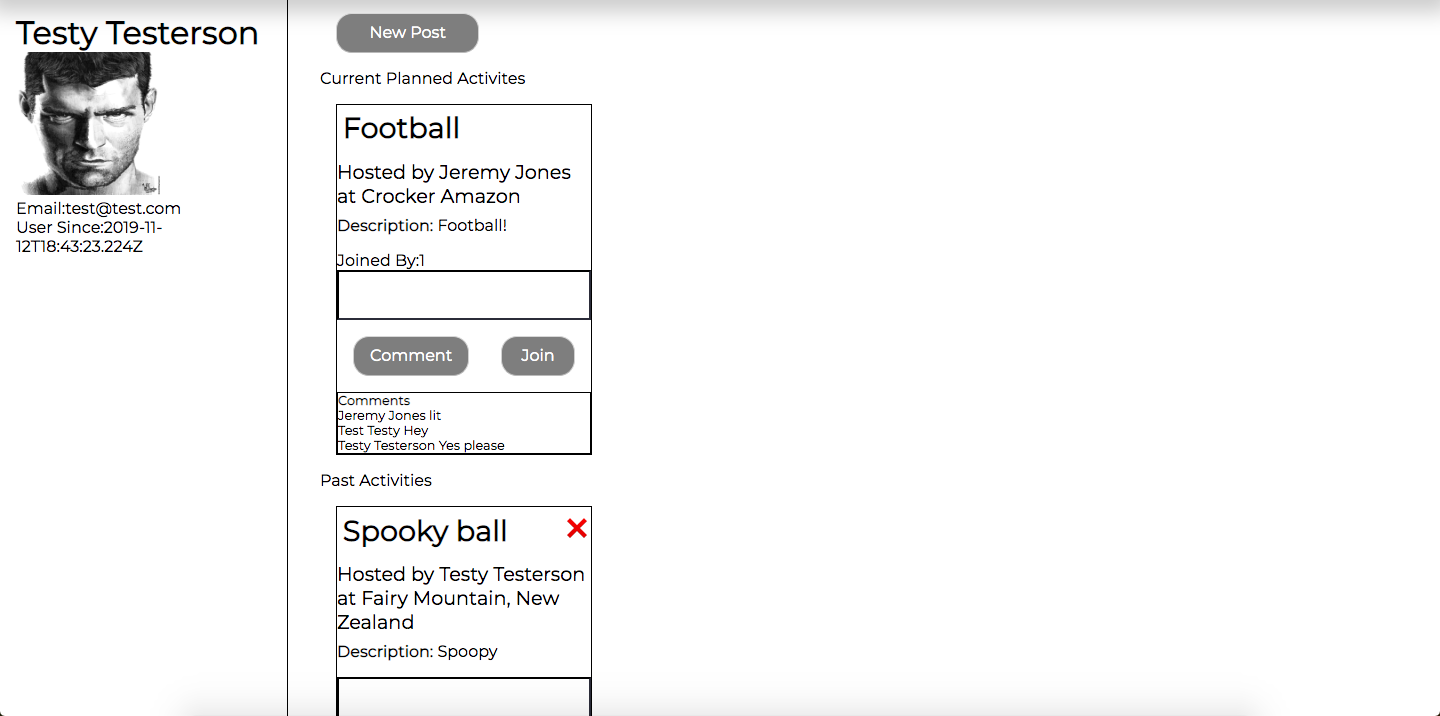 Testy Testerson
Email:test@test.com
User Since:2019-11-
12T18:43:23.224Z
New Post
Current Planned Activites
Football
Hosted by Jeremy Jones
at Crocker Amazon
Description: Football!
Joined By:1
Comment
Join
Comments
Jeremy Jones lit
Test Testy Hey
Testy Testerson Yes please
Past Activities
Spooky ball
Hosted by Testy Testerson
at Fairy Mountain, New
Zealand
Description: Spoopy